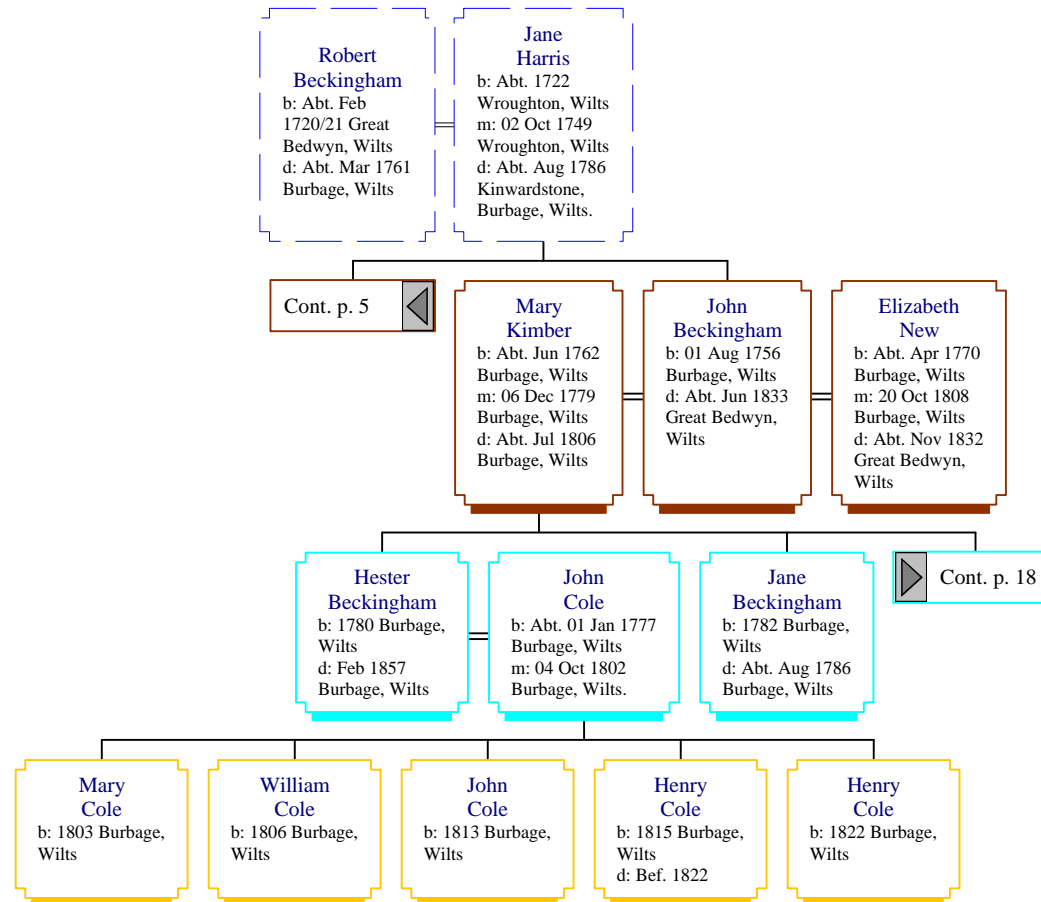 Robert
Beckingham
b: Abt. Feb
1720/21 Great
Bedwyn, Wilts
d: Abt. Mar 1761
Burbage, Wilts
Jane
Harris
b: Abt. 1722
Wroughton, Wilts
m: 02 Oct 1749
Wroughton, Wilts
d: Abt. Aug 1786
Kinwardstone,
Burbage, Wilts.
Cont. p. 5
Mary
Kimber
b: Abt. Jun 1762
Burbage, Wilts
m: 06 Dec 1779
Burbage, Wilts
d: Abt. Jul 1806
Burbage, Wilts
John
Beckingham
b: 01 Aug 1756
Burbage, Wilts
d: Abt. Jun 1833
Great Bedwyn,
Wilts
Elizabeth
New
b: Abt. Apr 1770
Burbage, Wilts
m: 20 Oct 1808
Burbage, Wilts
d: Abt. Nov 1832
Great Bedwyn,
Wilts
Hester
Beckingham
b: 1780 Burbage,
Wilts
d: Feb 1857
Burbage, Wilts
John
Cole
b: Abt. 01 Jan 1777
Burbage, Wilts
m: 04 Oct 1802
Burbage, Wilts.
Jane
Beckingham
b: 1782 Burbage,
Wilts
d: Abt. Aug 1786
Burbage, Wilts
Cont. p. 18
Mary
Cole
b: 1803 Burbage,
Wilts
William
Cole
b: 1806 Burbage,
Wilts
John
Cole
b: 1813 Burbage,
Wilts
Henry
Cole
b: 1815 Burbage,
Wilts
d: Bef. 1822
Henry
Cole
b: 1822 Burbage,
Wilts